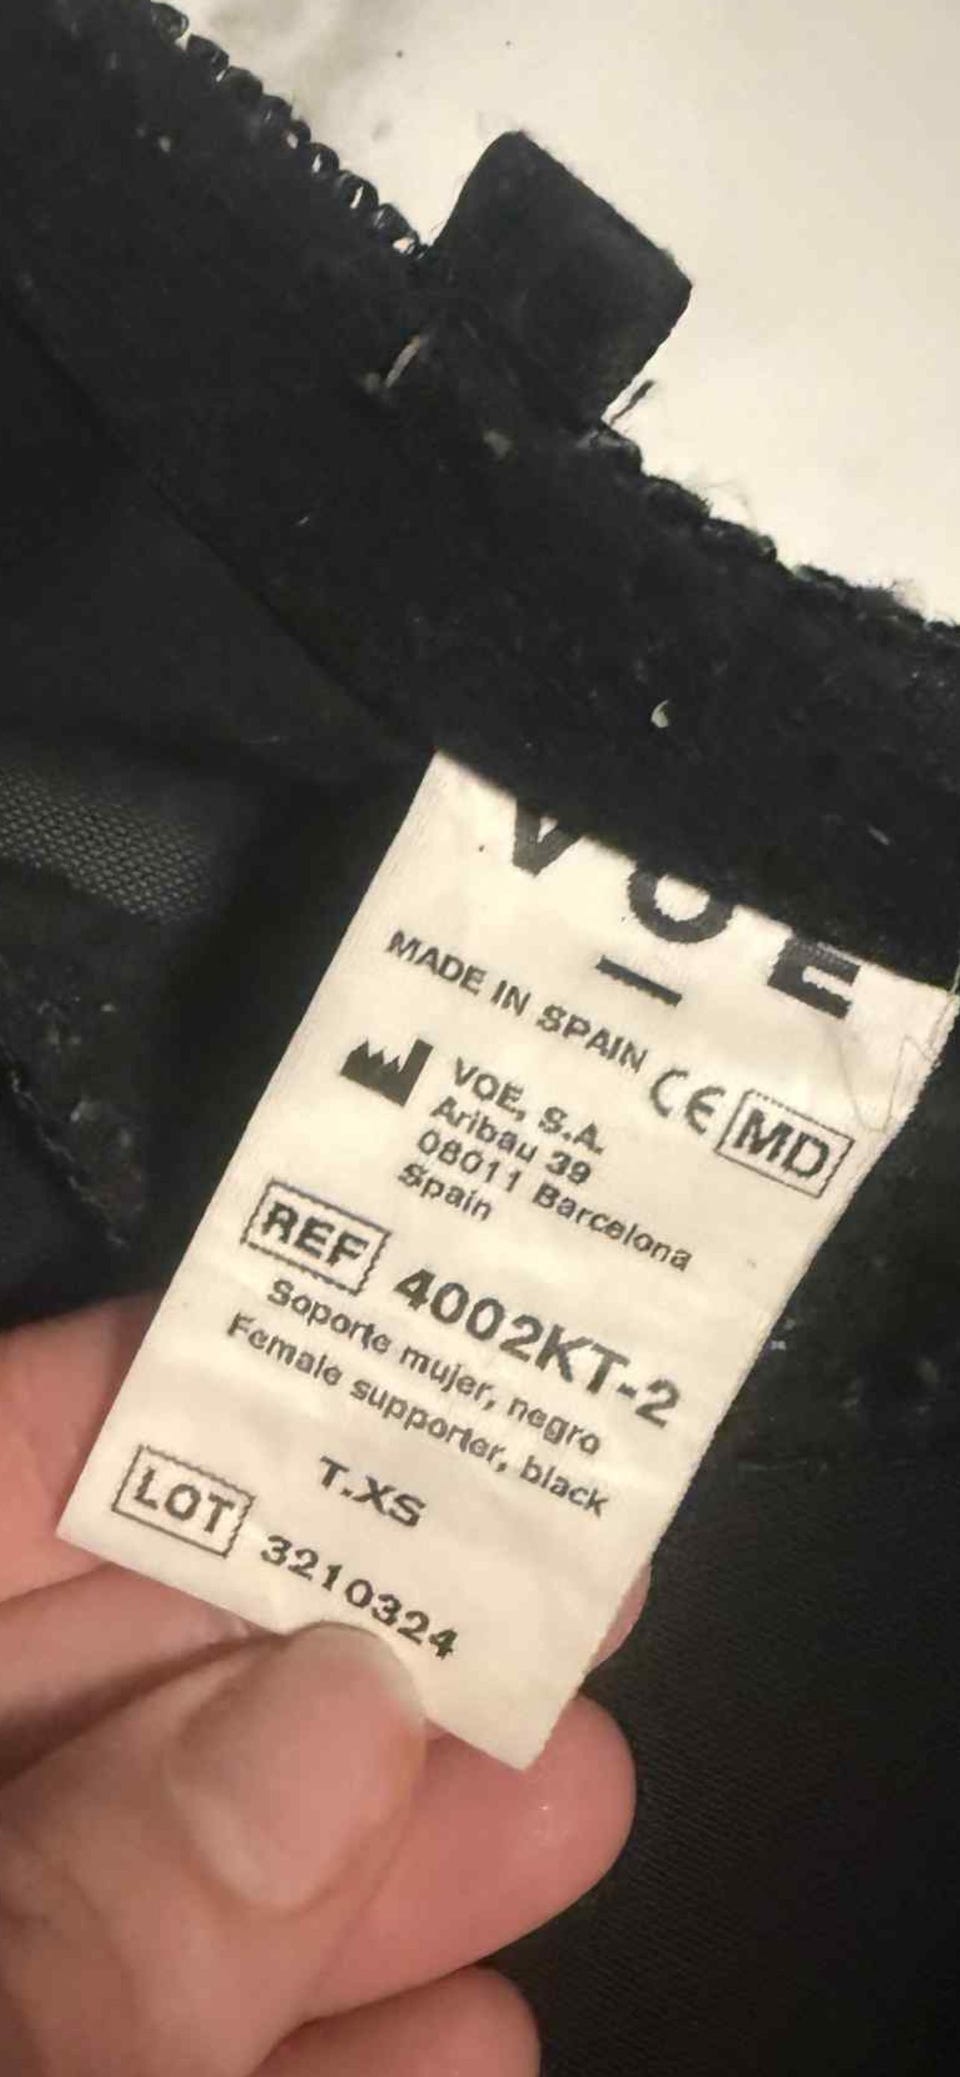 VOE
MADE IN SPAIN CE MD
VOE, S.A.
Aribau 39
08011 Barcelona
Spain
REF 4002KT-2
Soporte mujer, negro
Female supporter, black
T.XS
LOT 3210324